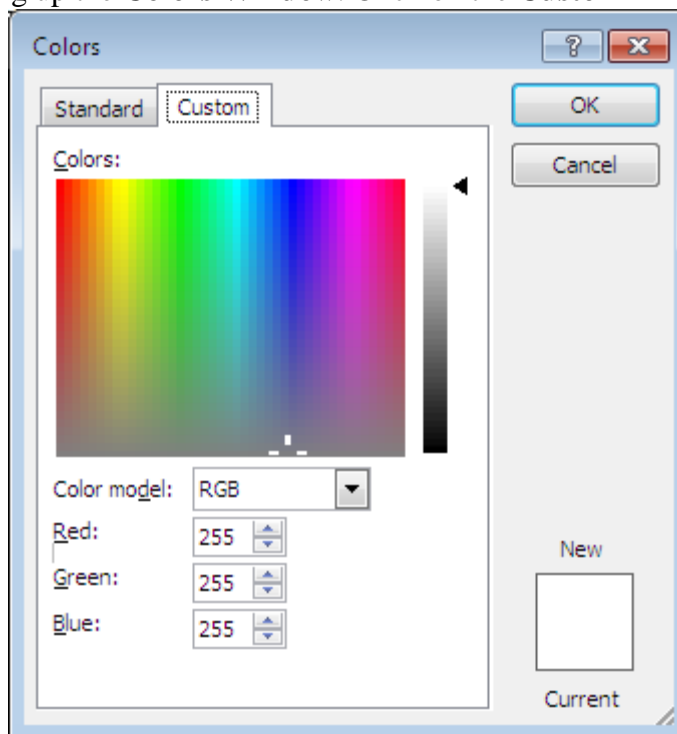 Colors
Standard Custom
OK
Colors:
Cancel
Color model: RGB
Red: 255
New
Green: 255
Blue: 255
Current